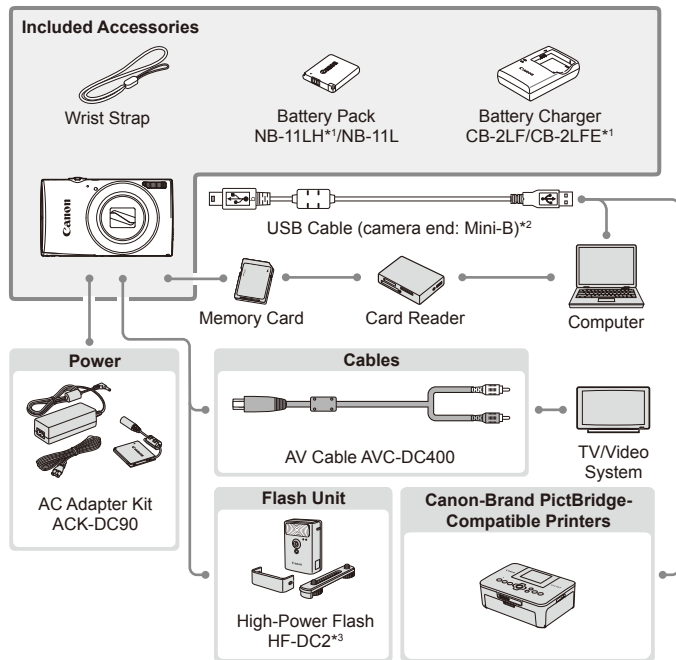 Included Accessories
Wrist Strap
Battery Pack
NB-11LH*1/NB-11L
Battery Charger
CB-2LF/CB-2LFE*1
Canon
USB Cable (camera end: Mini-B)*2
Memory Card
Card Reader
Computer
Power
AC Adapter Kit
ACK-DC90
Cables
AV Cable AVC-DC400
TV/Video
System
Flash Unit
High-Power Flash
HF-DC2*3
Canon-Brand PictBridge-
Compatible Printers